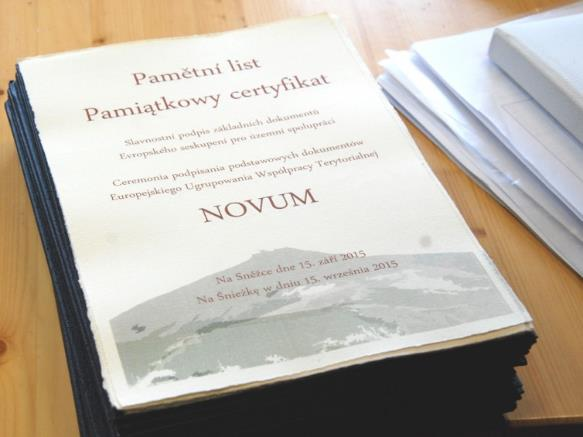 Pamětní list
Pamiątkowy certyfikat
Slavnostní podpis základních dokumentů
Evropského seskupení pro územní spolupráci
Ceremonia podpisania podstawowych dokumentów
Europejskiego Ugrupowania Współpracy Terytorialnej
NOVUM
Na Sněžce dne 15. září 2015
Na Śnieżkę w dniu 15. września 2015